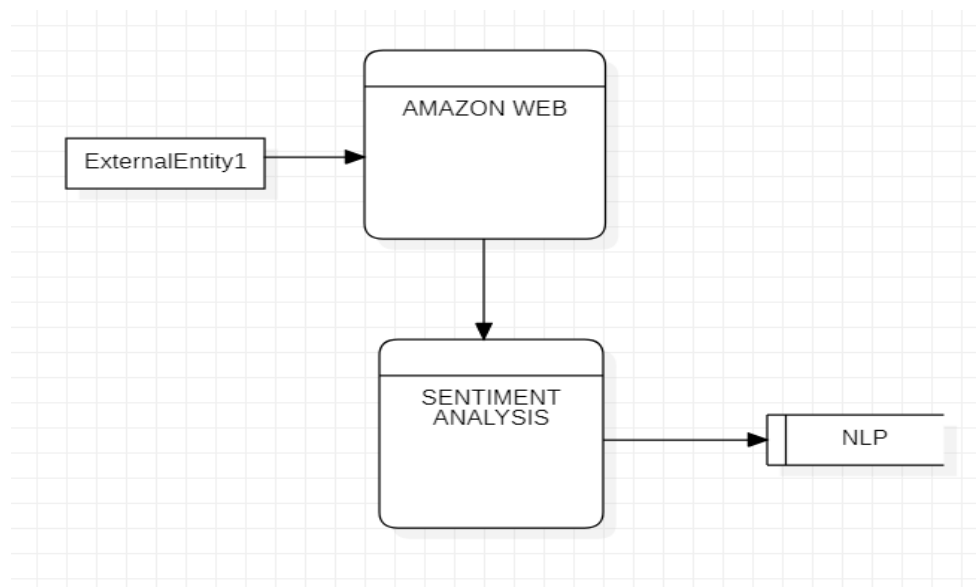 AMAZON WEB
ExternalEntity1
SENTIMENT
ANALYSIS
NLP